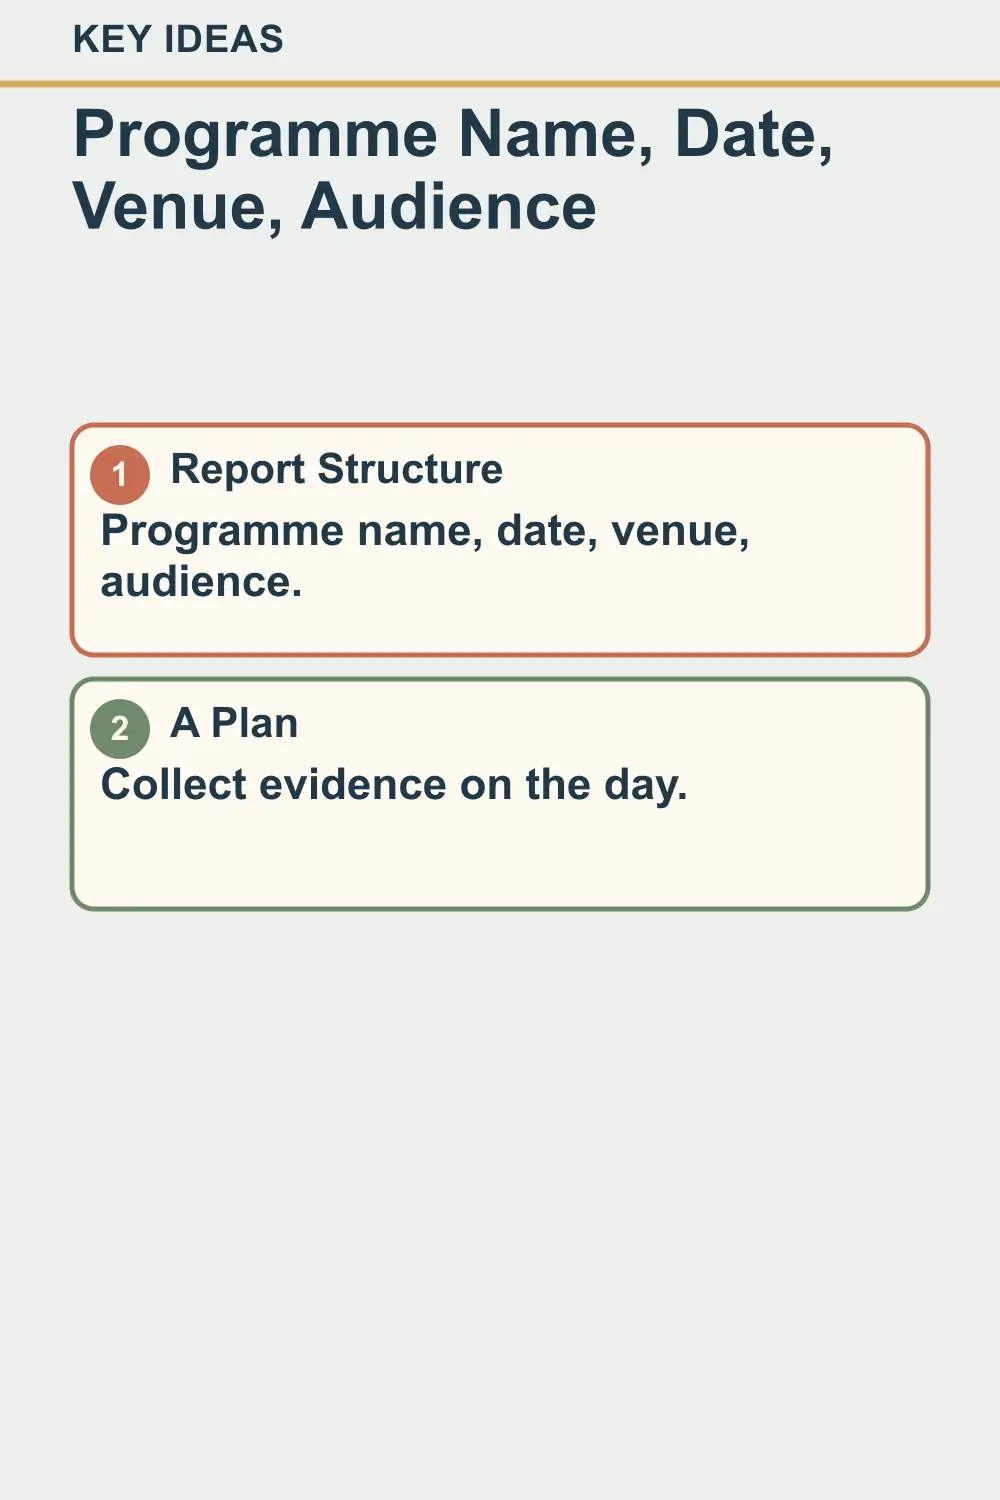 KEY IDEAS
Programme Name, Date,
Venue, Audience
1 Report Structure
Programme name, date, venue,
audience.
2 A Plan
Collect evidence on the day.